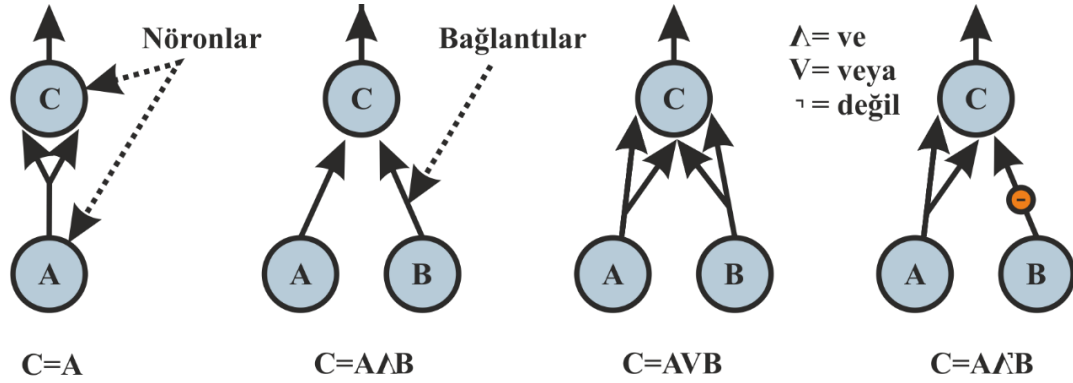 Nöronlar
Bağlantılar
Λ= ve
V= veya
¬ = değil
C
C
C
C
A
A
B
A
B
A
-
B
C=A
C=AΛB
C=AVB
C=AΛ¬B